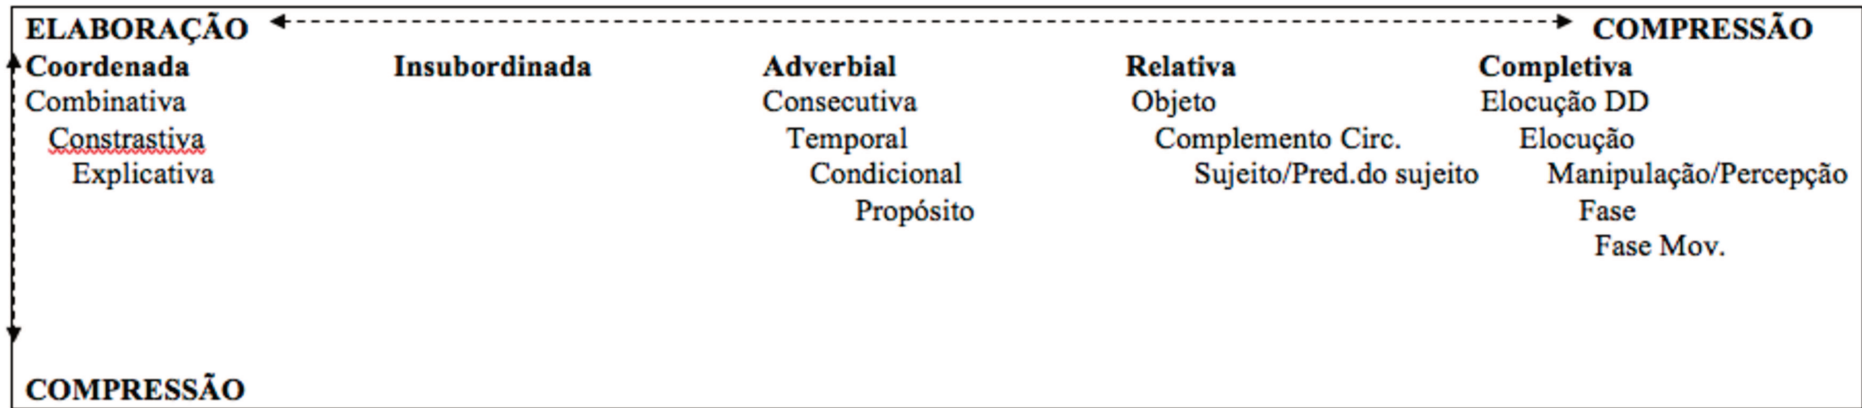 ELABORAÇÃO COMPRESSÃO
Coordenada Insubordinada Adverbial Relativa Completiva
Combinativa Consecutiva Objeto Elocução DD
Constrastiva Temporal Complemento Circ. Elocução
Explicativa Condicional Sujeito/Pred.do sujeito Manipulação/Percepção
Propósito Fase
Fase Mov.
COMPRESSÃO